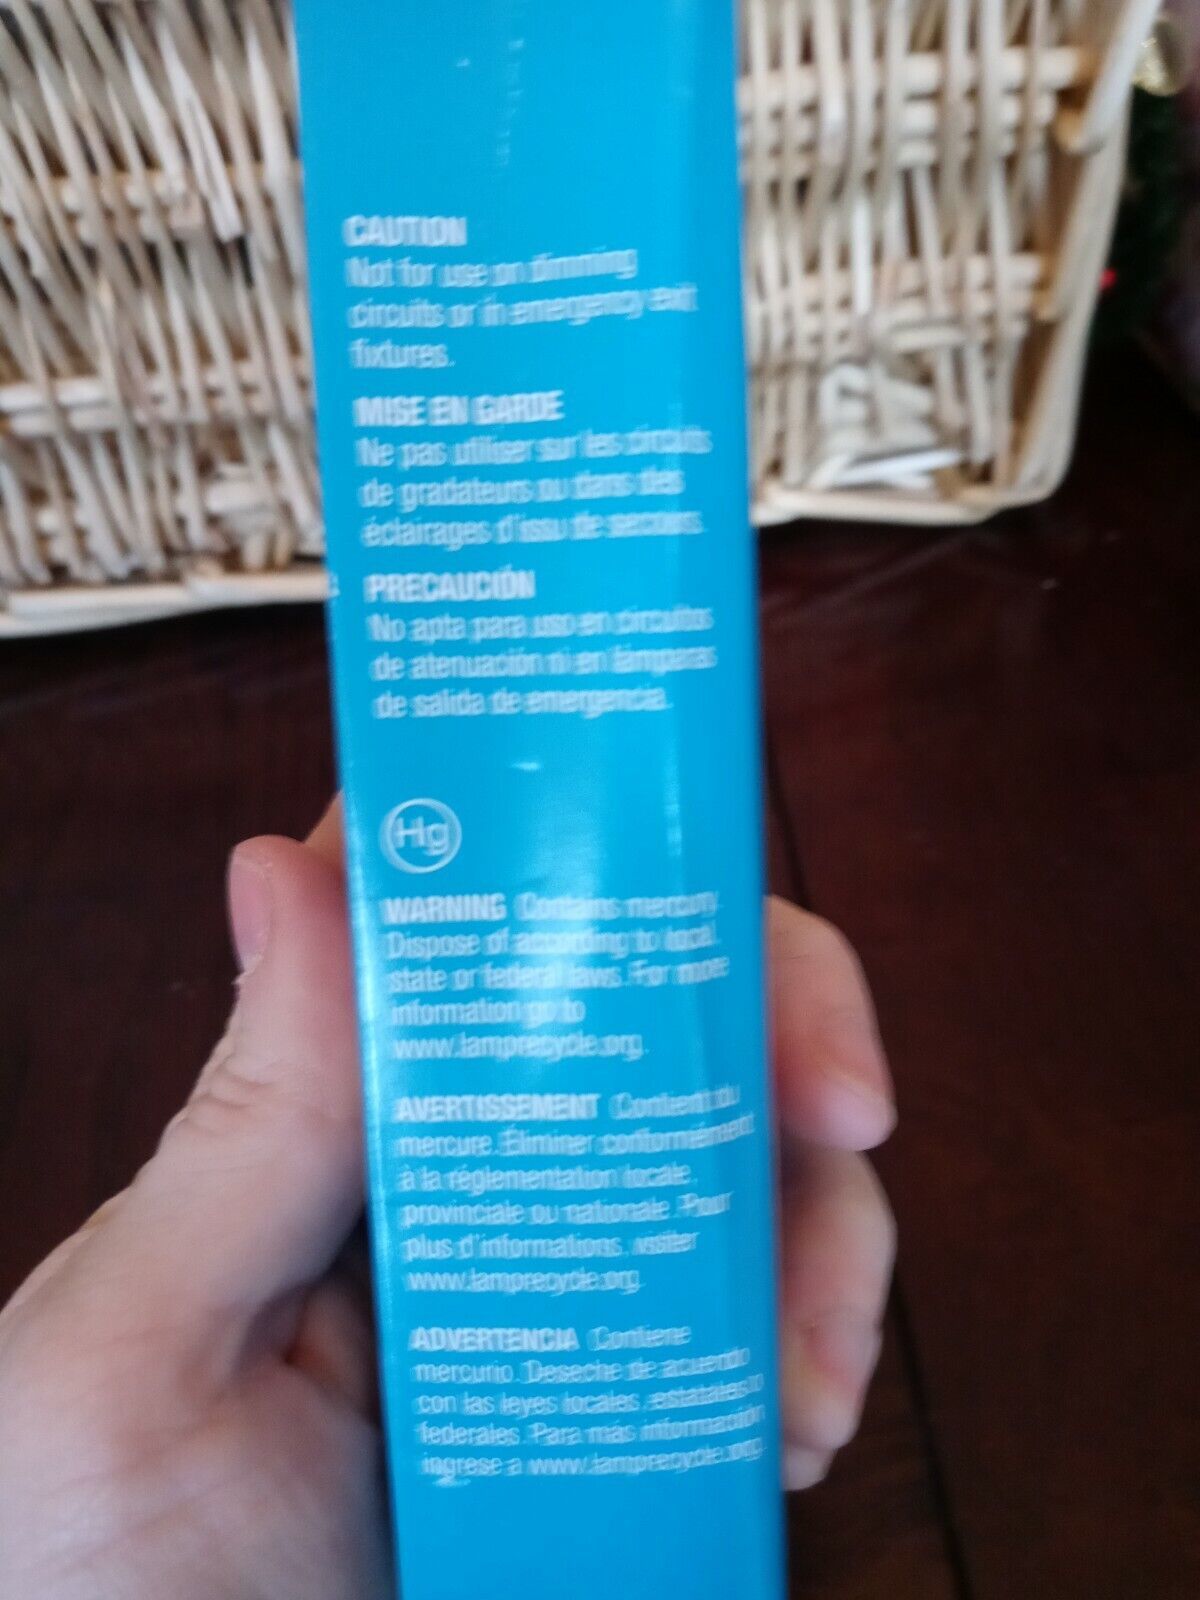 CAUTION
Not for use on dimming
circuits or in emergency exit
fixtures.
MISE EN GARDE
Ne pas utiliser sur les circuits
de gradateurs ou dans des
éclairages d'issu de secours.
PRECAUCIÓN
No apta para uso en circuitos
de atenuación ni en lámparas
de salida de emergencia.
Hg
WARNING Contains mercury.
Dispose of according to local,
state or federal laws. For more
information go to
www.lamprecycle.org.
AVERTISSEMENT Contient du
mercure. Éliminer conformément
à la réglementation locale,
provinciale ou nationale. Pour
plus d'informations, visiter
www.lamprecycle.org.
ADVERTENCIA Contiene
mercurio. Deseche de acuerdo
con las leyes locales, estatales o
federales. Para más información
ingrese a www.lamprecycle.org.